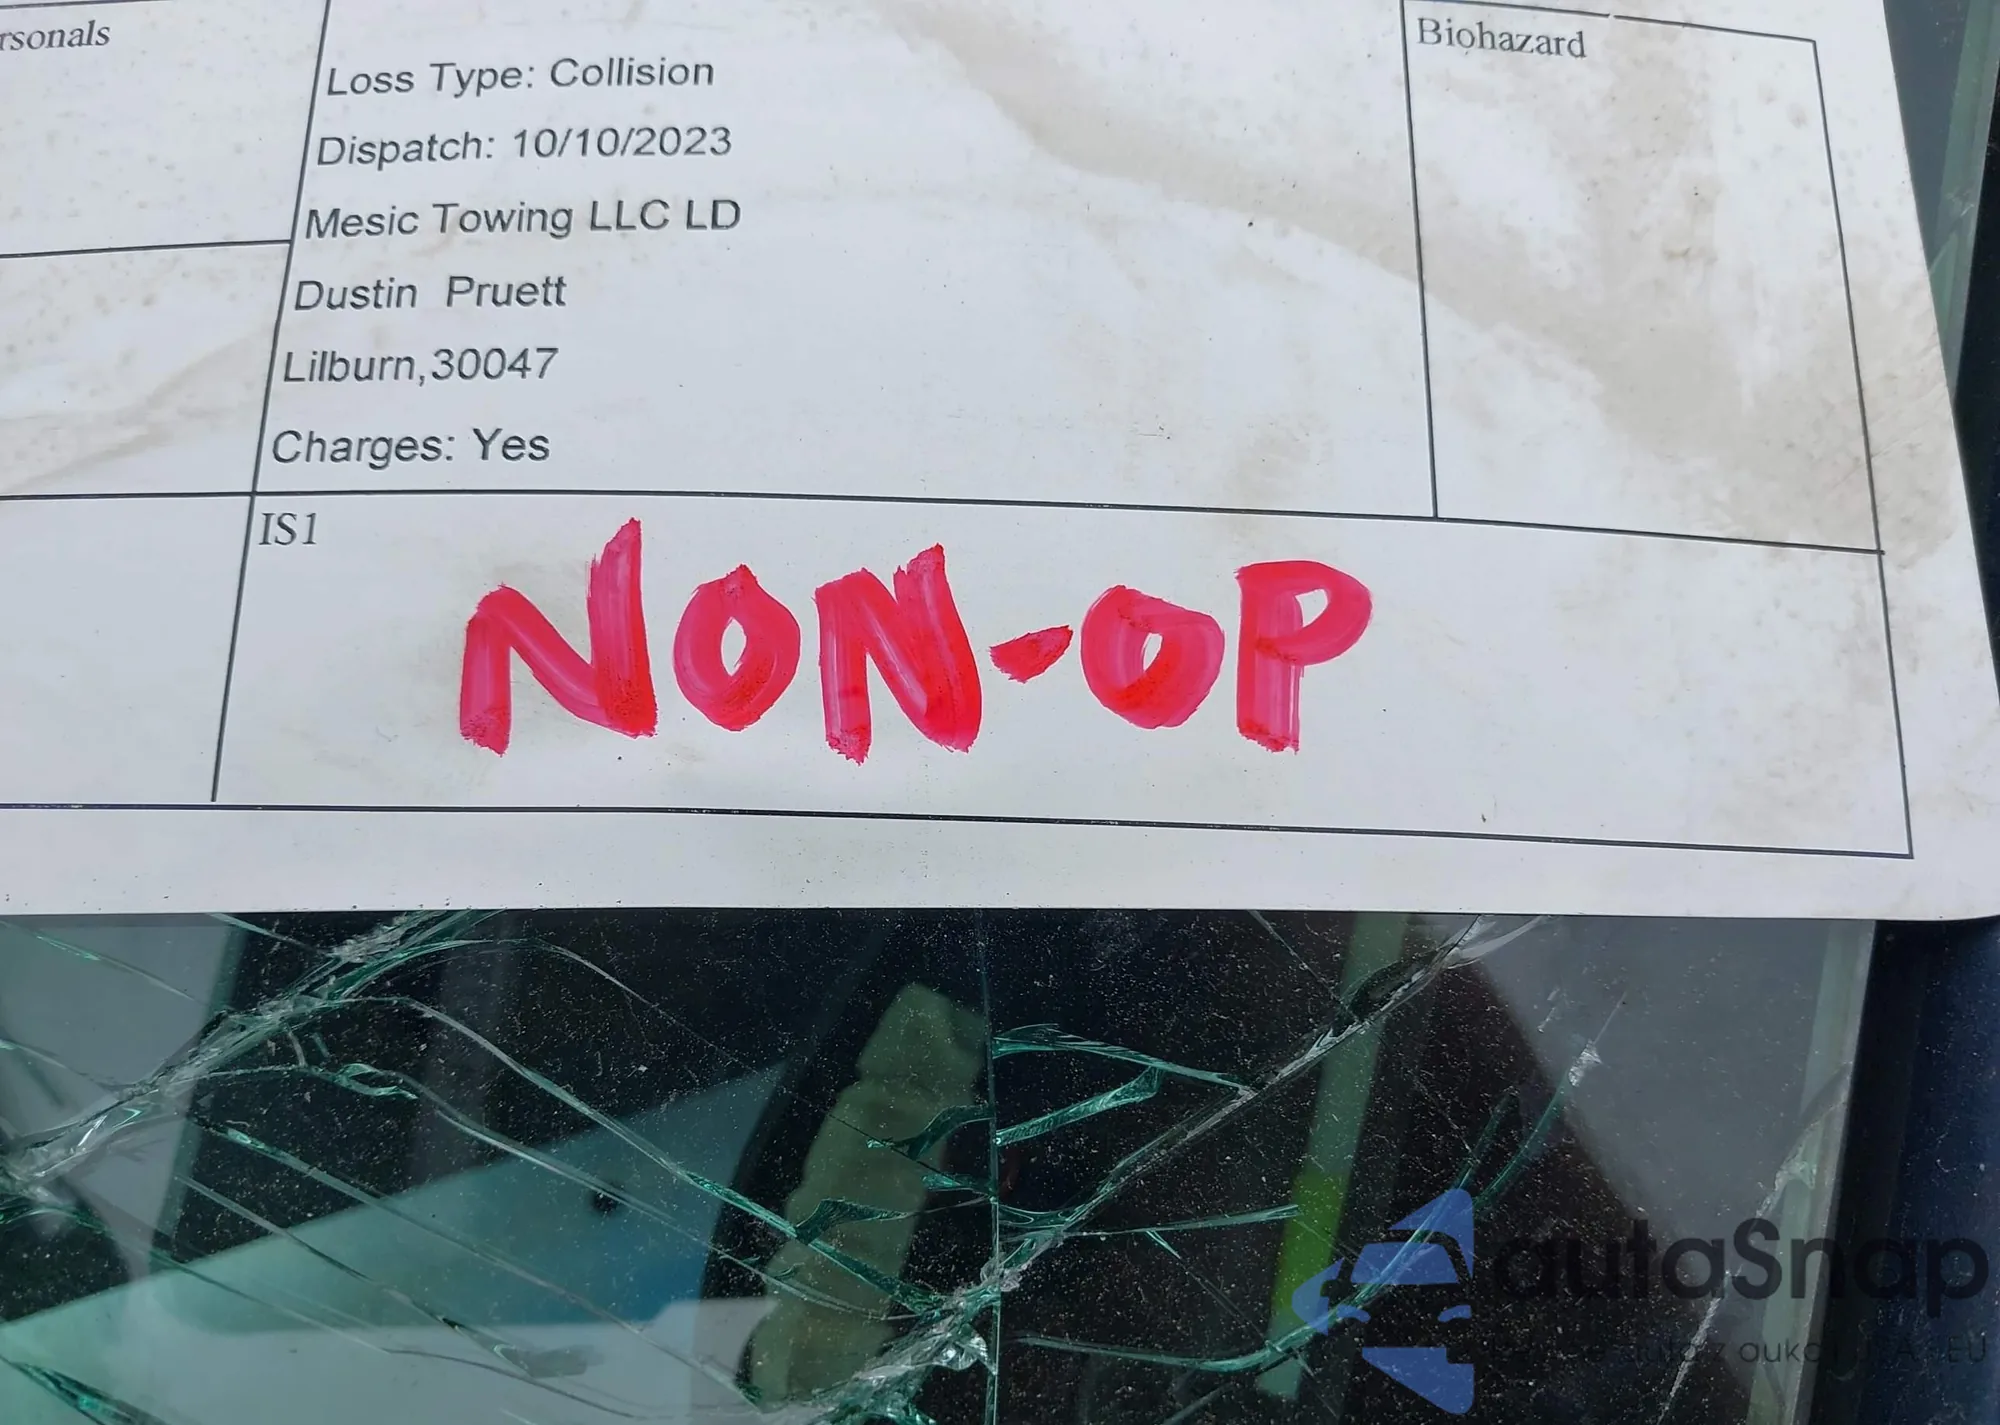 rsonals
Loss Type: Collision
Dispatch: 10/10/2023
Mesic Towing LLC LD
Dustin Pruett
Lilburn,30047
Charges: Yes
Biohazard
IS1
NON-OP
autaSnap